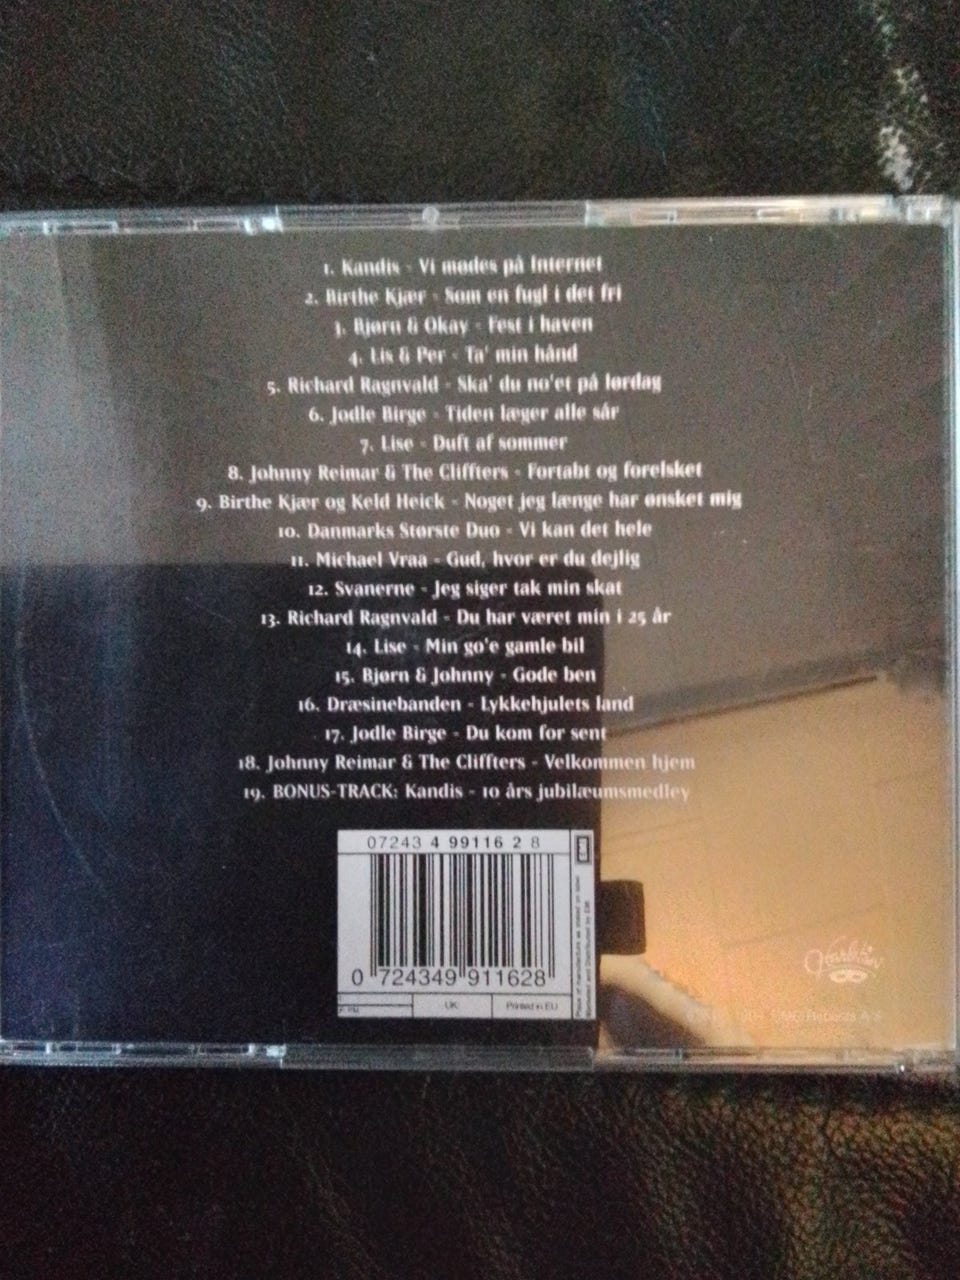 1. Kandis - Vi mødes på Internet
2. Birthe Kjær - Som en fugl i det fri
3. Bjørn & Okay - Fest i haven
4. Lis & Per - Ta' min hånd
5. Richard Ragnvald - Ska' du no'et på lørdag
6. Jodle Birge - Tiden læger alle sår
7. Lise - Duft af sommer
8. Johnny Reimar & The Cliffters - Fortabt og forelsket
9. Birthe Kjær og Keld Heick - Noget jeg længe har ønsket mig
10. Danmarks Største Duo - Vi kan det hele
11. Michael Vraa - Gud, hvor er du dejlig
12. Svanerne - Jeg siger tak min skat
13. Richard Ragnvald - Du har været min i 25 år
14. Lise - Min go'e gamle bil
15. Bjørn & Johnny - Gode ben
16. Dræsinebanden - Lykkehjulets land
17. Jodle Birge - Du kom for sent
18. Johnny Reimar & The Cliffters - Velkommen hjem
19. BONUS-TRACK: Kandis - 10 års jubilæumsmedley
07243 4 99116 2 8
EMI
0 724349 911628
UK:
Printed in EU
Harlekin